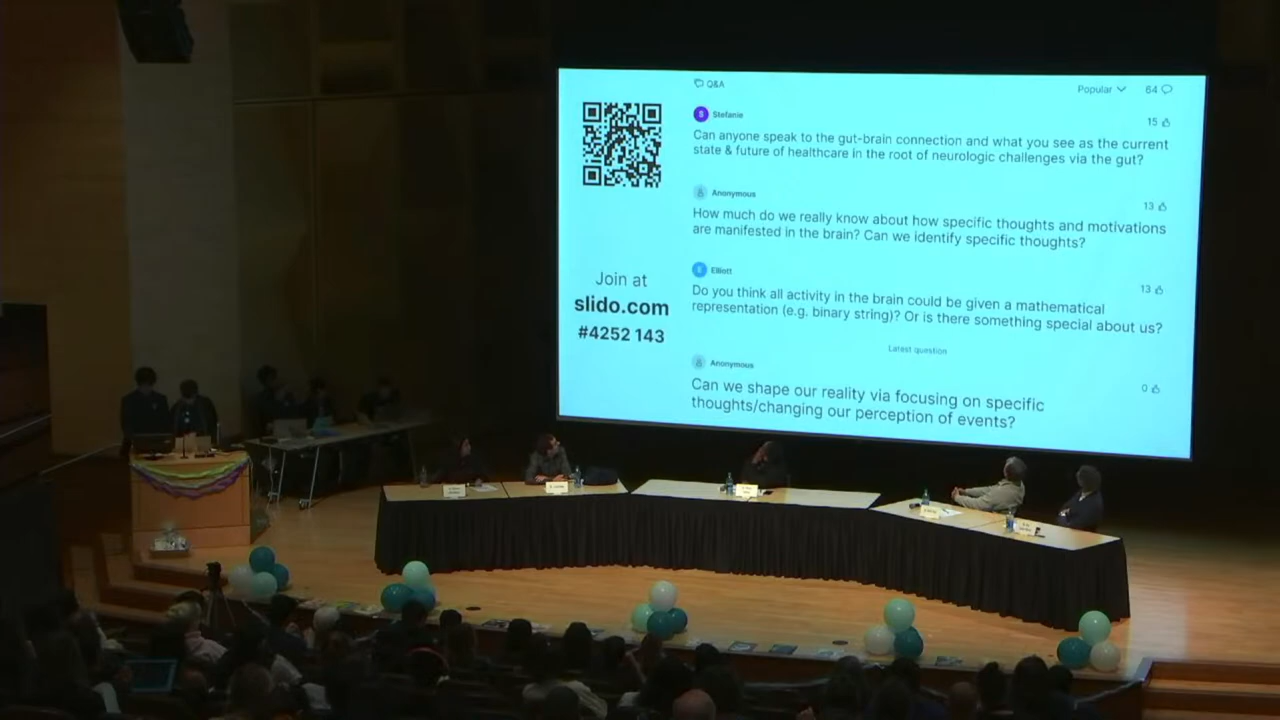 Q&A
Popular
64
S
Stefanie
15
Can anyone speak to the gut-brain connection and what you see as the current
state & future of healthcare in the root of neurologic challenges via the gut?
Anonymous
13
How much do we really know about how specific thoughts and motivations
are manifested in the brain? Can we identify specific thoughts?
E
Elliott
13
Do you think all activity in the brain could be given a mathematical
representation (e.g. binary string)? Or is there something special about us?
Latest question
Anonymous
0
Can we shape our reality via focusing on specific
thoughts/changing our perception of events?
Join at
slido.com
#4252 143